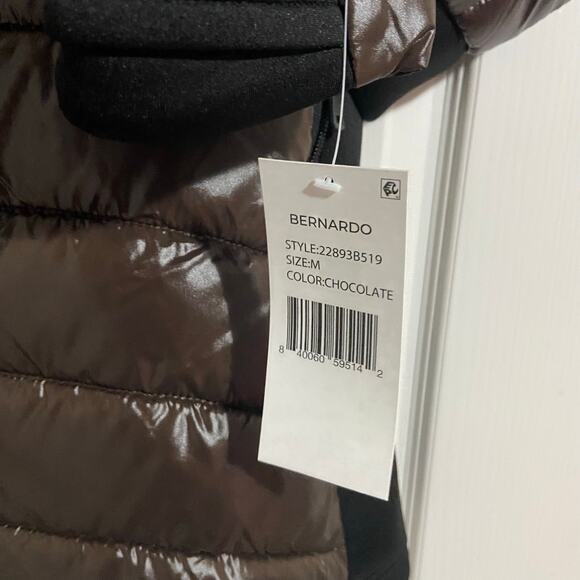 BERNARDO
STYLE:22893B519
SIZE:M
COLOR:CHOCOLATE
8 40060 59514 2